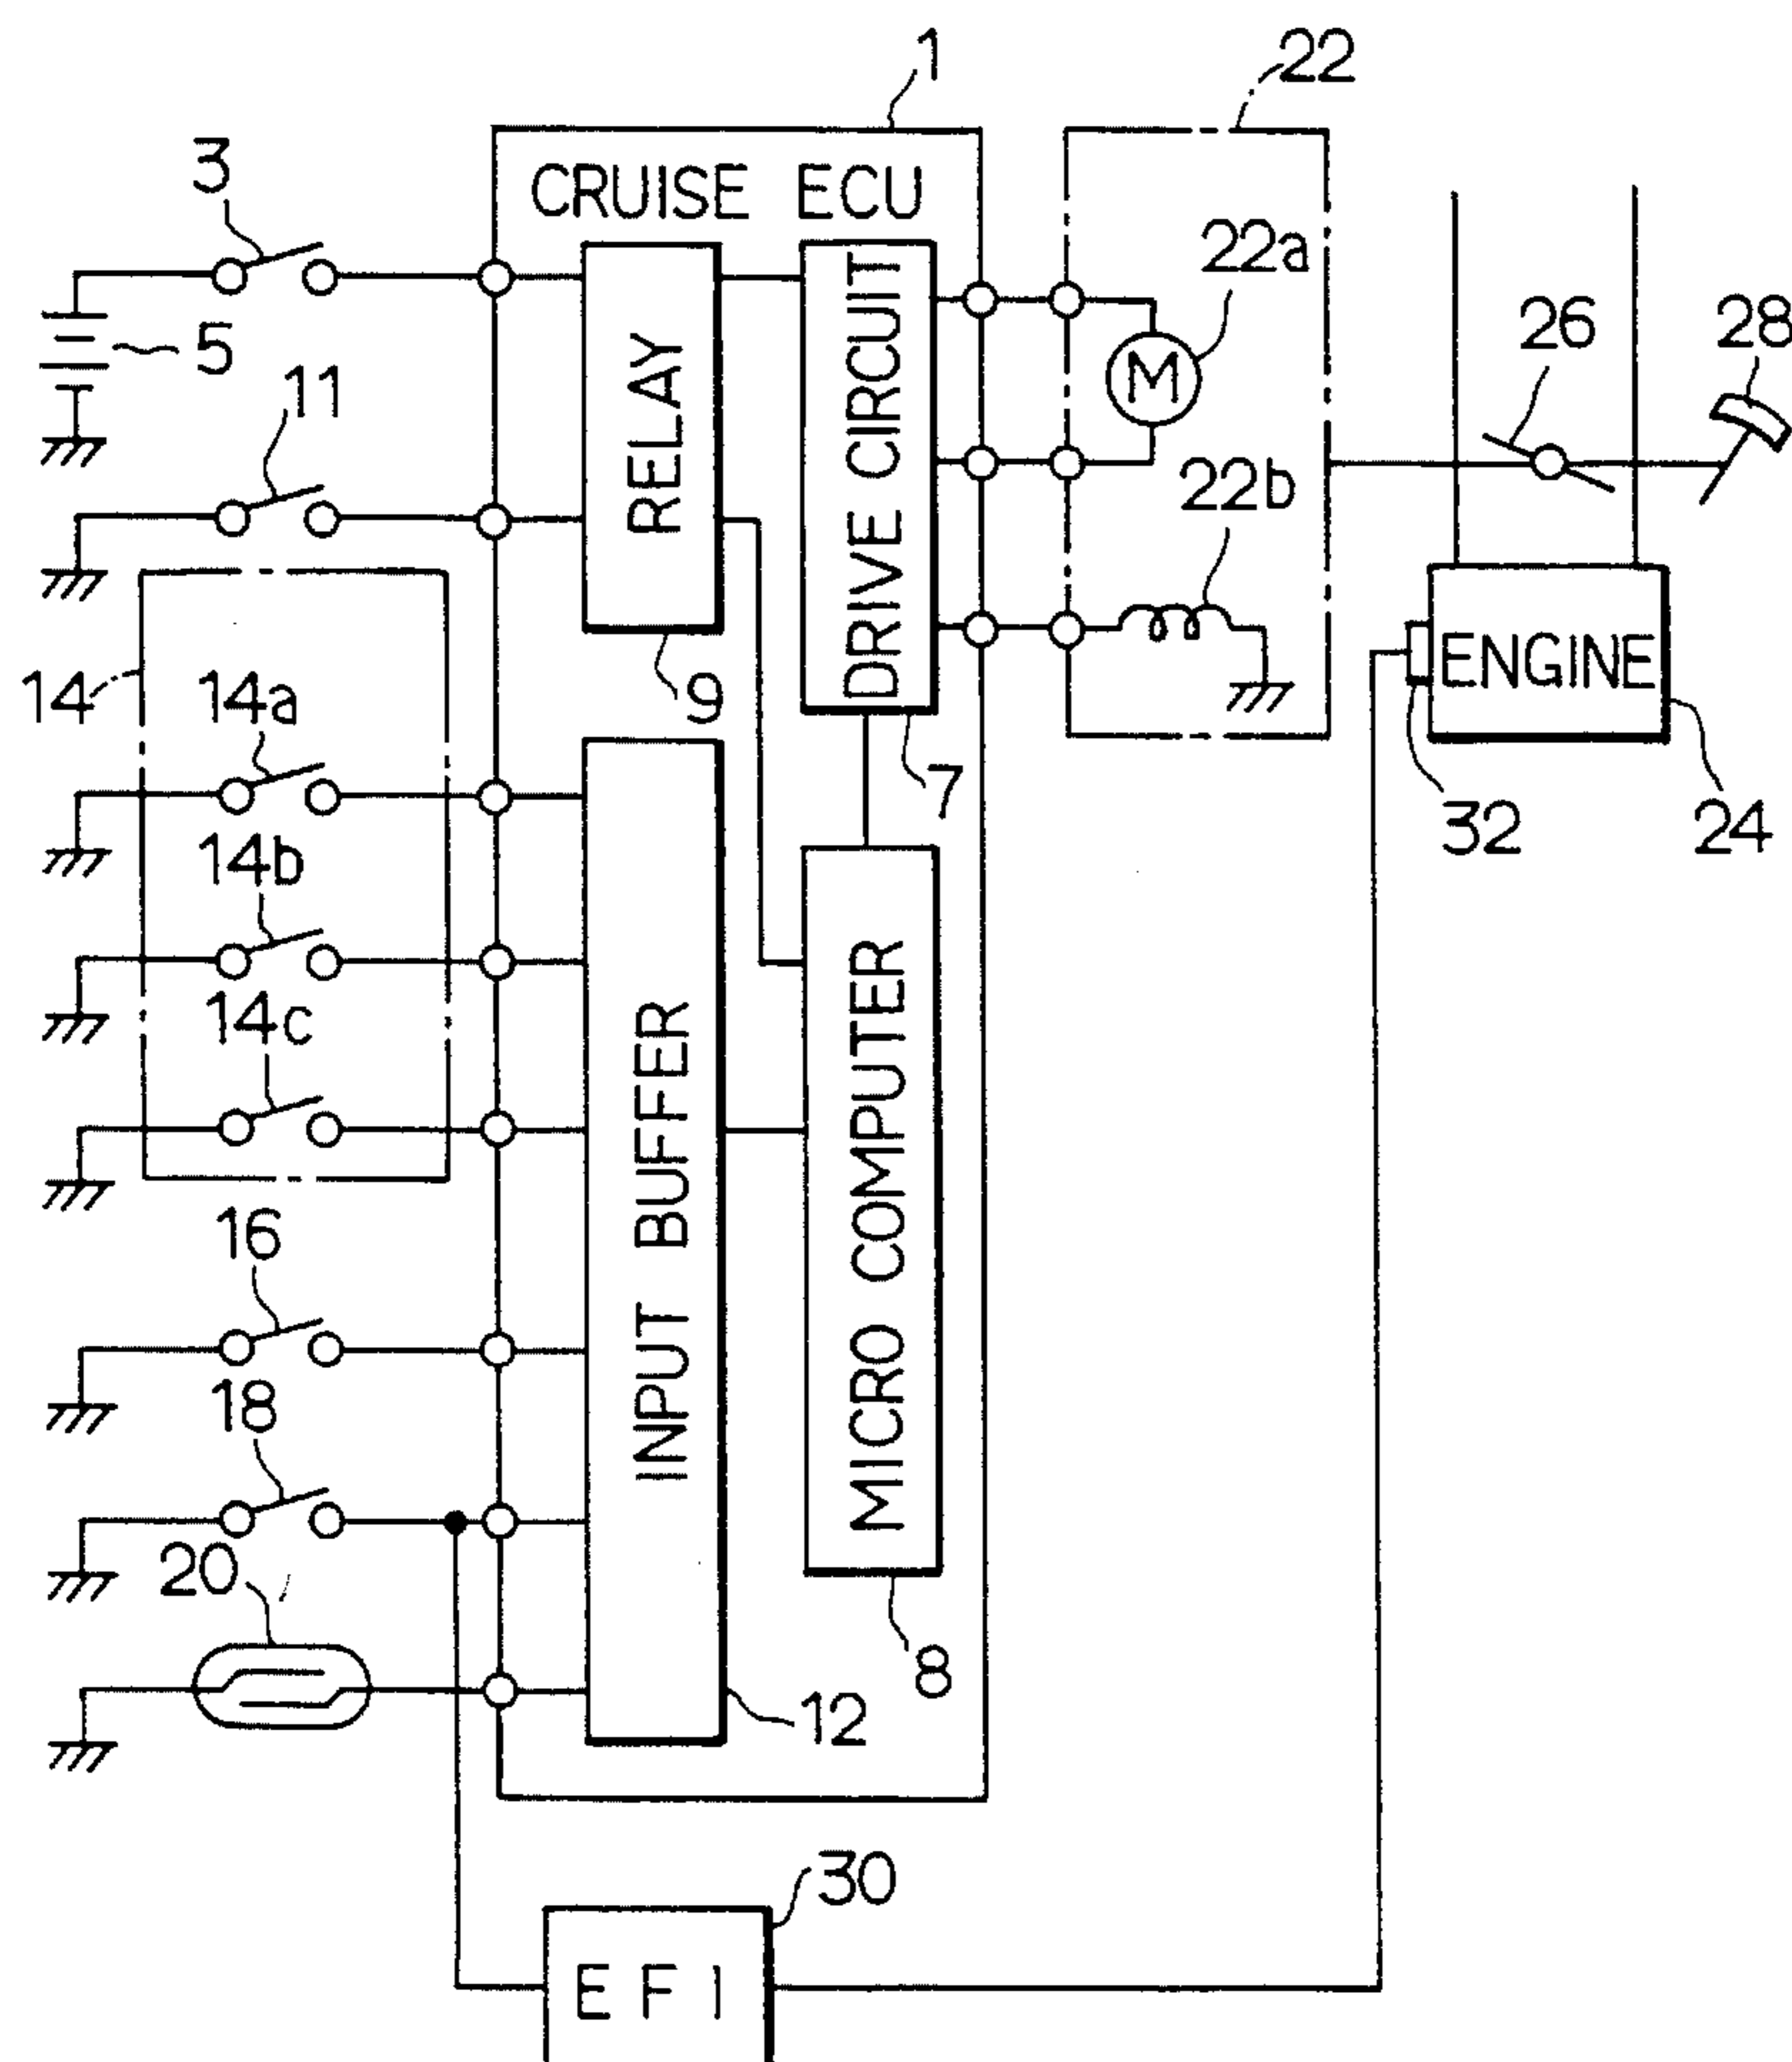 1
22
3
CRUISE ECU
22a
5
RELAY
DRIVE CIRCUIT
26
28
11
22b
14
14a
9
ENGINE
7
32
24
14b
14c
INPUT BUFFER
MICRO COMPUTER
M
16
18
20
8
12
30
EFI